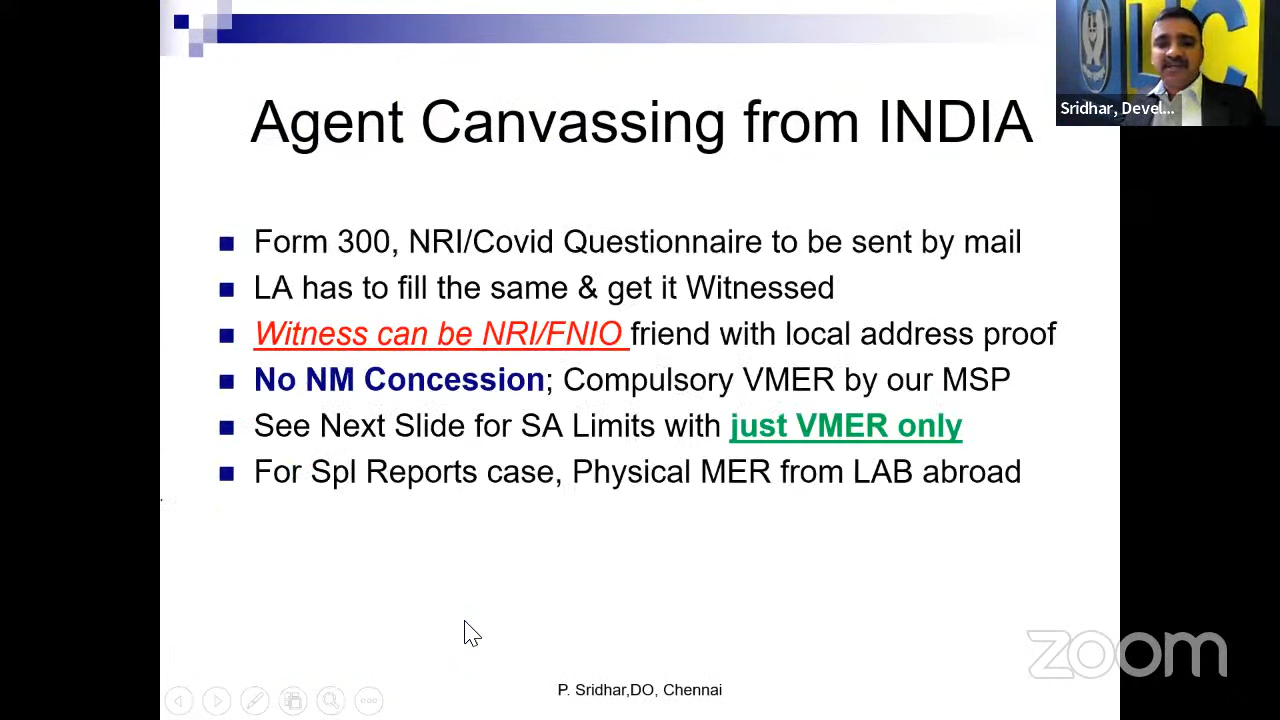 Agent Canvassing from INDIA
Sridhar, Devel...
Form 300, NRI/Covid Questionnaire to be sent by mail
LA has to fill the same & get it Witnessed
Witness can be NRI/FNIO friend with local address proof
No NM Concession; Compulsory VMER by our MSP
See Next Slide for SA Limits with just VMER only
For Spl Reports case, Physical MER from LAB abroad
zoom
P. Sridhar,DO, Chennai